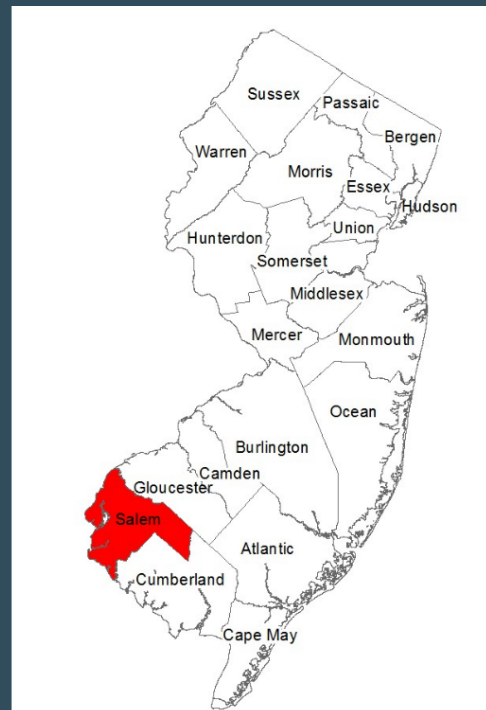 Sussex
Passaic
Bergen
Warren
Morris
Essex
Hudson
Union
Hunterdon
Somerset
Middlesex
Mercer
Monmouth
Ocean
Burlington
Camden
Gloucester
Salem
Atlantic
Cumberland
Cape May